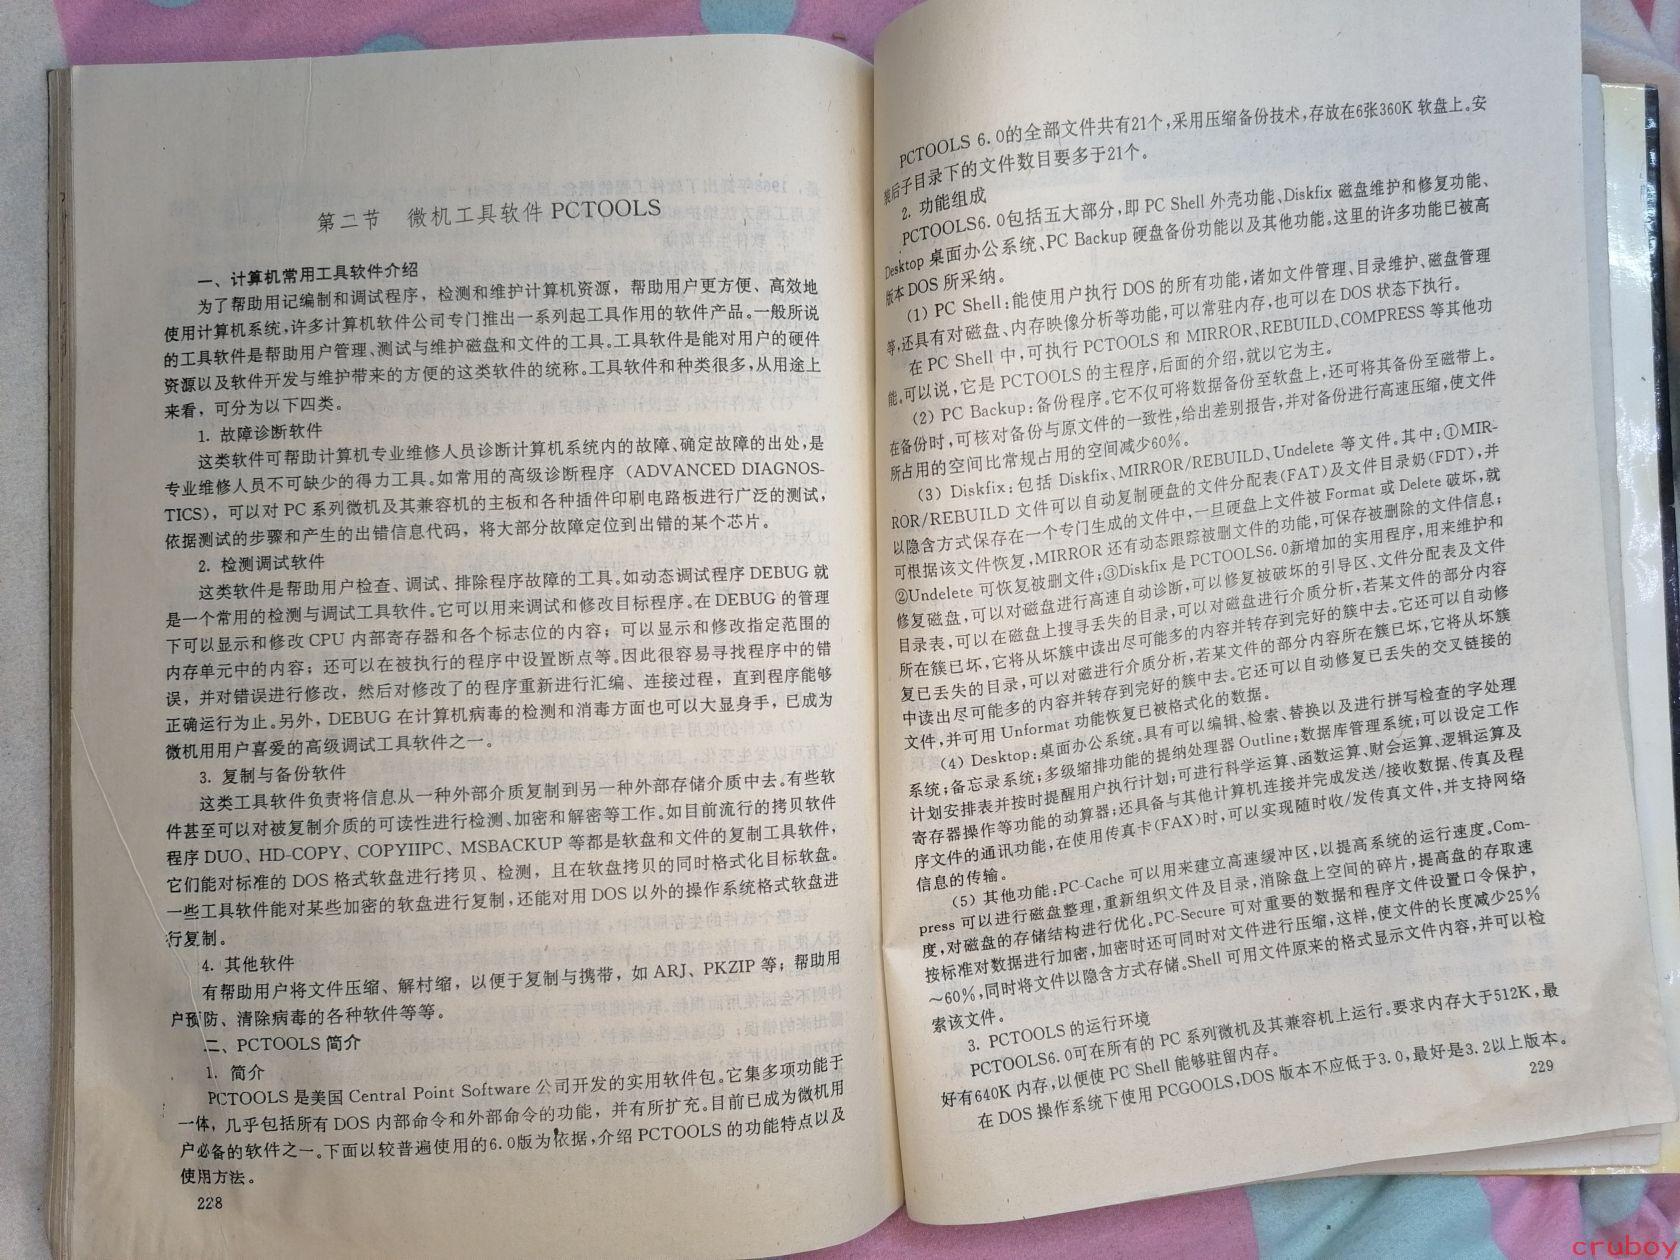 第二节 微机工具软件 PCTOOLS
一、计算机常用工具软件介绍
为了帮助用记编制和调试程序，检测和维护计算机资源，帮助用户更方便、高效地
使用计算机系统,许多计算机软件公司专门推出一系列起工具作用的软件产品。一般所说
的工具软件是帮助用户管理、测试与维护磁盘和文件的工具。工具软件是能对用户的硬件
资源以及软件开发与维护带来的方便的这类软件的统称。工具软件和种类很多,从用途上
来看，可分为以下四类。
1. 故障诊断软件
这类软件可帮助计算机专业维修人员诊断计算机系统内的故障、确定故障的出处,是
专业维修人员不可缺少的得力工具。如常用的高级诊断程序（ADVANCED DIAGNOS-
TICS），可以对 PC 系列微机及其兼容机的主板和各种插件印刷电路板进行广泛的测试，
依据测试的步骤和产生的出错信息代码，将大部分故障定位到出错的某个芯片。
2. 检测调试软件
这类软件是帮助用户检查、调试、排除程序故障的工具。如动态调试程序 DEBUG 就
是一个常用的检测与调试工具软件。它可以用来调试和修改目标程序。在 DEBUG 的管理
下可以显示和修改 CPU 内部寄存器和各个标志位的内容；可以显示和修改指定范围的
内存单元中的内容；还可以在被执行的程序中设置断点等。因此很容易寻找程序中的错
误，并对错误进行修改，然后对修改了的程序重新进行汇编、连接过程，直到程序能够
正确运行为止。另外，DEBUG 在计算机病毒的检测和消毒方面也可以大显身手，已成为
微机用用户喜爱的高级调试工具软件之一。
3. 复制与备份软件
这类工具软件负责将信息从一种外部介质复制到另一种外部存储介质中去。有些软
件甚至可以对被复制介质的可读性进行检测、加密和解密等工作。如目前流行的拷贝软件
程序 DUO、HD-COPY、COPYIIPC、MSBACKUP 等都是软盘和文件的复制工具软件，
它们能对标准的 DOS 格式软盘进行拷贝、检测，且在软盘拷贝的同时格式化目标软盘。
一些工具软件能对某些加密的软盘进行复制,还能对用 DOS 以外的操作系统格式软盘进
行复制。
4. 其他软件
有帮助用户将文件压缩、解村缩，以便于复制与携带，如 ARJ、PKZIP 等；帮助用
户预防、清除病毒的各种软件等等。
二、PCTOOLS 简介
1. 简介
PCTOOLS 是美国 Central Point Software 公司开发的实用软件包。它集多项功能于
一体，几乎包括所有 DOS 内部命令和外部命令的功能，并有所扩充。目前已成为微机用
户必备的软件之一。下面以较普遍使用的6.0版为依据,介绍 PCTOOLS 的功能特点以及
使用方法。
228
PCTOOLS 6.0的全部文件共有21个,采用压缩备份技术,存放在6张360K 软盘上。安
装后子目录下的文件数目要多于21个。
2. 功能组成
PCTOOLS6.0包括五大部分,即 PC Shell 外壳功能、Diskfix 磁盘维护和修复功能、
Desktop 桌面办公系统、PC Backup 硬盘备份功能以及其他功能。这里的许多功能已被高
版本 DOS 所采纳。
(1) PC Shell:能使用户执行 DOS 的所有功能,诸如文件管理、目录维护、磁盘管理
等,还具有对磁盘、内存映像分析等功能,可以常驻内存,也可以在 DOS 状态下执行。
在 PC Shell 中,可执行 PCTOOLS 和 MIRROR、REBUILD、COMPRESS 等其他功
能。可以说,它是 PCTOOLS 的主程序,后面的介绍,就以它为主。
(2) PC Backup:备份程序。它不仅可将数据备份至软盘上,还可将其备份至磁带上。
在备份时,可核对备份与原文件的一致性,给出差别报告,并对备份进行高速压缩,使文件
所占用的空间比常规占用的空间减少60%。
(3) Diskfix:包括 Diskfix、MIRROR/REBUILD、Undelete 等文件。其中:①MIR-
ROR/REBUILD 文件可以自动复制硬盘的文件分配表(FAT)及文件目录奶(FDT),并
以隐含方式保存在一个专门生成的文件中,一旦硬盘上文件被 Format 或 Delete 破坏,就
可根据该文件恢复,MIRROR 还有动态跟踪被删文件的功能,可保存被删除的文件信息;
②Undelete 可恢复被删文件;③Diskfix 是 PCTOOLS6.0新增加的实用程序,用来维护和
修复磁盘,可以对磁盘进行高速自动诊断,可以修复被破坏的引导区、文件分配表及文件
目录表,可以在磁盘上搜寻丢失的目录,可以对磁盘进行介质分析,若某文件的部分内容
所在簇已坏,它将从坏簇中读出尽可能多的内容并转存到完好的簇中去。它还可以自动修
复已丢失的目录,可以对磁进行介质分析,若某文件的部分内容所在簇已坏,它将从坏簇
中读出尽可能多的内容并转存到完好的簇中去。它还可以自动修复已丢失的交叉链接的
文件,并可用 Unformat 功能恢复已被格式化的数据。
(4) Desktop:桌面办公系统。具有可以编辑、检索、替换以及进行拼写检查的字处理
系统;备忘录系统;多级缩排功能的提纳处理器 Outline;数据库管理系统;可以设定工作
计划安排表并按时提醒用户执行计划;可进行科学运算、函数运算、财会运算、逻辑运算及
寄存器操作等功能的动算器;还具备与其他计算机连接并完成发送/接收数据、传真及程
序文件的通讯功能,在使用传真卡(FAX)时,可以实现随时收/发传真文件,并支持网络
信息的传输。
(5) 其他功能:PC-Cache 可以用来建立高速缓冲区,以提高系统的运行速度。Com-
press 可以进行磁盘整理,重新组织文件及目录,消除盘上空间的碎片,提高盘的存取速
度,对磁盘的存储结构进行优化。PC-Secure 可对重要的数据和程序文件设置口令保护,
按标准对数据进行加密,加密时还可同时对文件进行压缩,这样,使文件的长度减少25%
～60%,同时将文件以隐含方式存储。Shell 可用文件原来的格式显示文件内容,并可以检
索该文件。
3. PCTOOLS 的运行环境
PCTOOLS6.0可在所有的 PC 系列微机及其兼容机上运行。要求内存大于512K,最
好有640K 内存,以便使 PC Shell 能够驻留内存。
在 DOS 操作系统下使用 PCGOOLS,DOS 版本不应低于3.0,最好是3.2以上版本。
229
cruboy